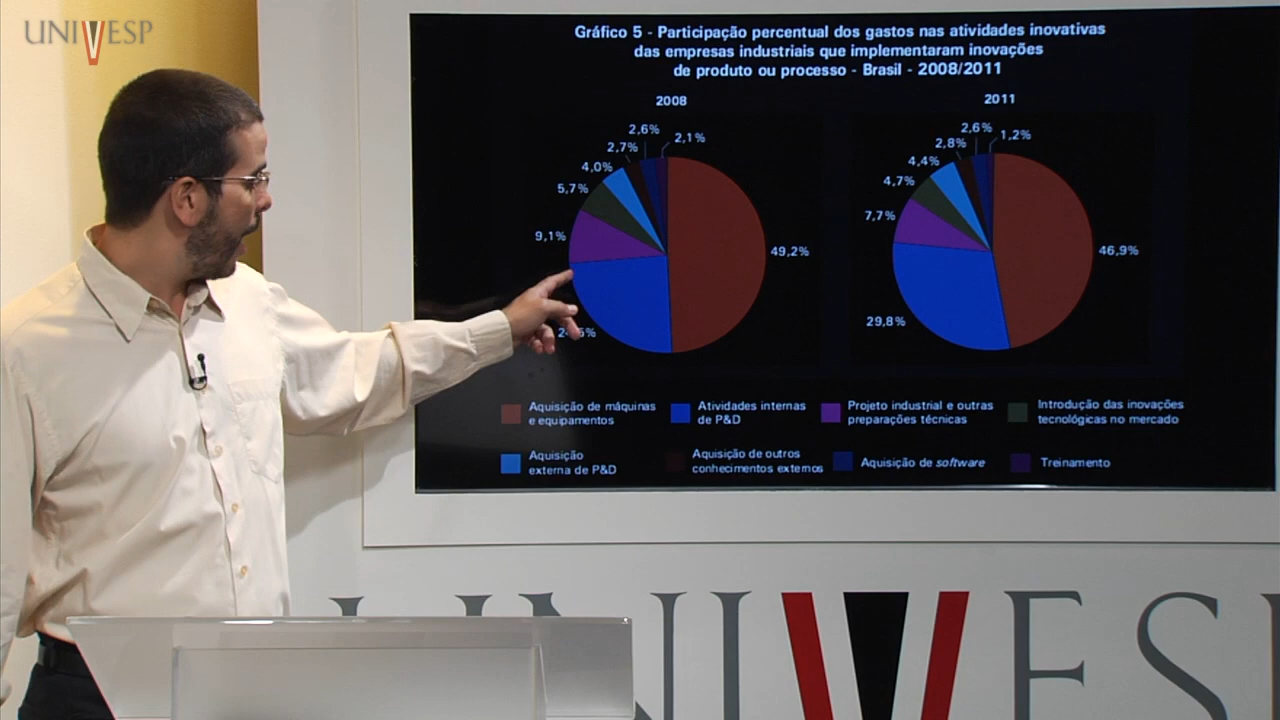 UNIVESP
Gráfico 5 - Participação percentual dos gastos nas atividades inovativas
das empresas industriais que implementaram inovações
de produto ou processo - Brasil - 2008/2011
2008
2,6%
2,1%
2,7%
4,0%
5,7%
9,1%
49,2%
2011
2,6%
1,2%
2,8%
4,4%
4,7%
7,7%
46,9%
29,8%
Aquisição de máquinas
e equipamentos
Atividades internas
de P&D
Projeto industrial e outras
preparações técnicas
Introdução das inovações
tecnológicas no mercado
Aquisição
externa de P&D
Aquisição de outros
conhecimentos externos
Aquisição de software
Treinamento